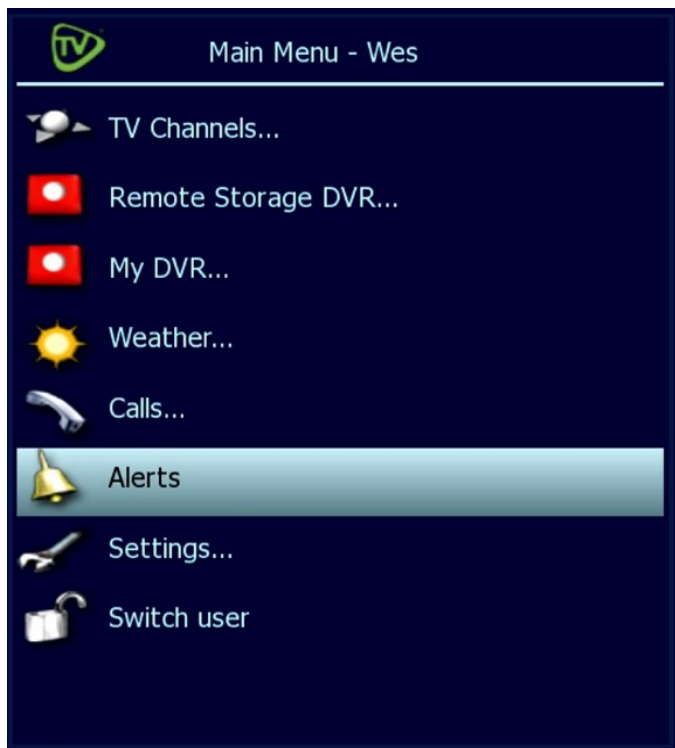 TV
Main Menu - Wes
TV Channels...
Remote Storage DVR...
My DVR...
Weather...
Calls...
Alerts
Settings...
Switch user